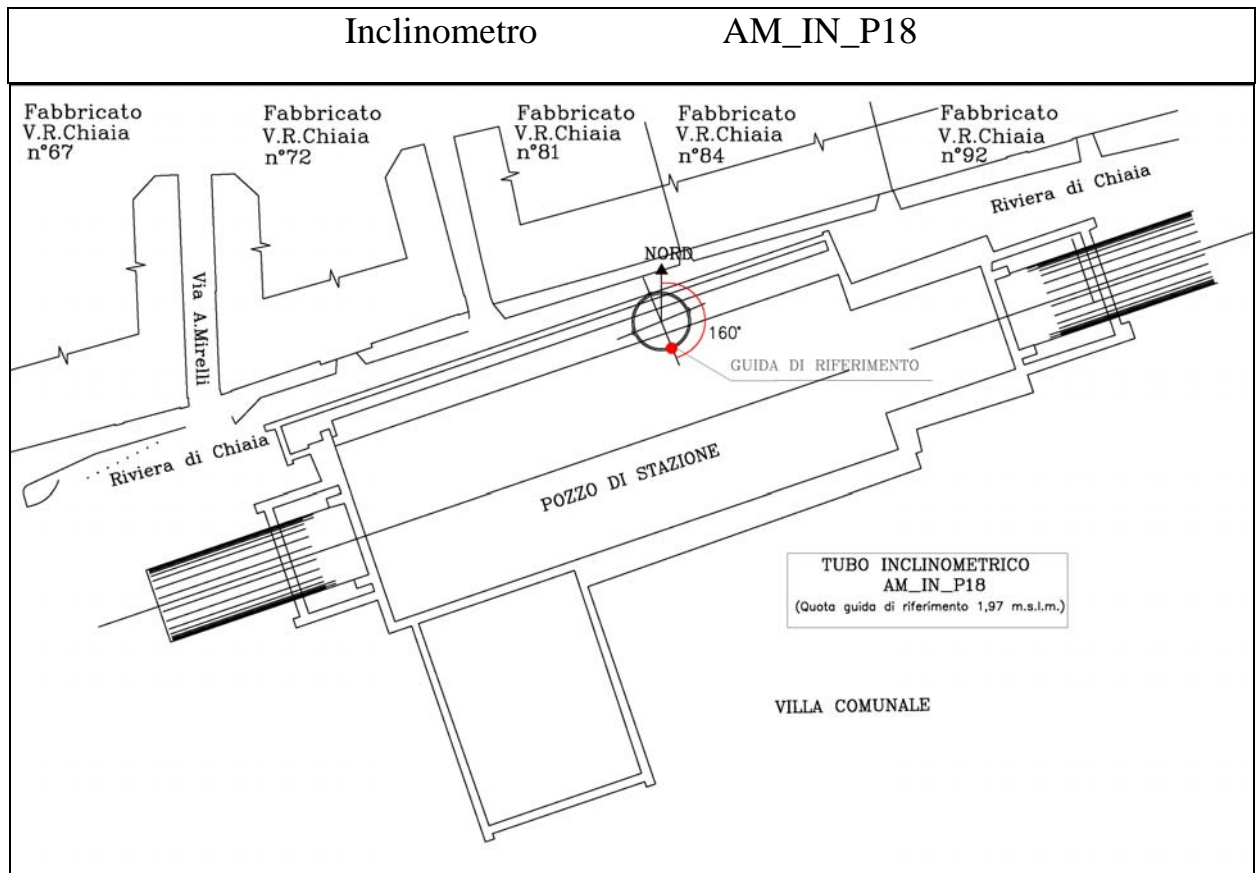 Inclinometro AM_IN_P18
Fabbricato
V.R.Chiaia
n°67
Fabbricato
V.R.Chiaia
n°72
Fabbricato
V.R.Chiaia
n°81
Fabbricato
V.R.Chiaia
n°84
Fabbricato
V.R.Chiaia
n°92
Riviera di Chiaia
NORD
Via A.Mirelli
160°
GUIDA DI RIFERIMENTO
Riviera di Chiaia
POZZO DI STAZIONE
TUBO INCLINOMETRICO
AM_IN_P18
(Quota guida di riferimento 1,97 m.s.l.m.)
VILLA COMUNALE